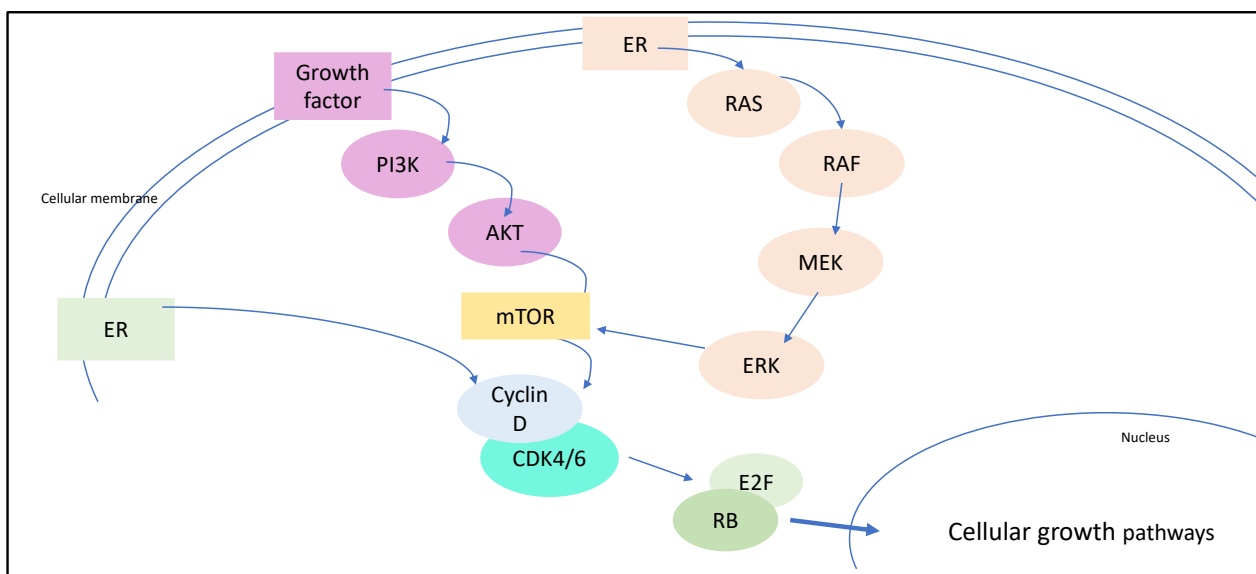 ER
Growth
factor
RAS
RAF
PI3K
Cellular membrane
AKT
MEK
ER
mTOR
ERK
Cyclin
D
CDK4/6
Nucleus
E2F
RB
Cellular growth pathways